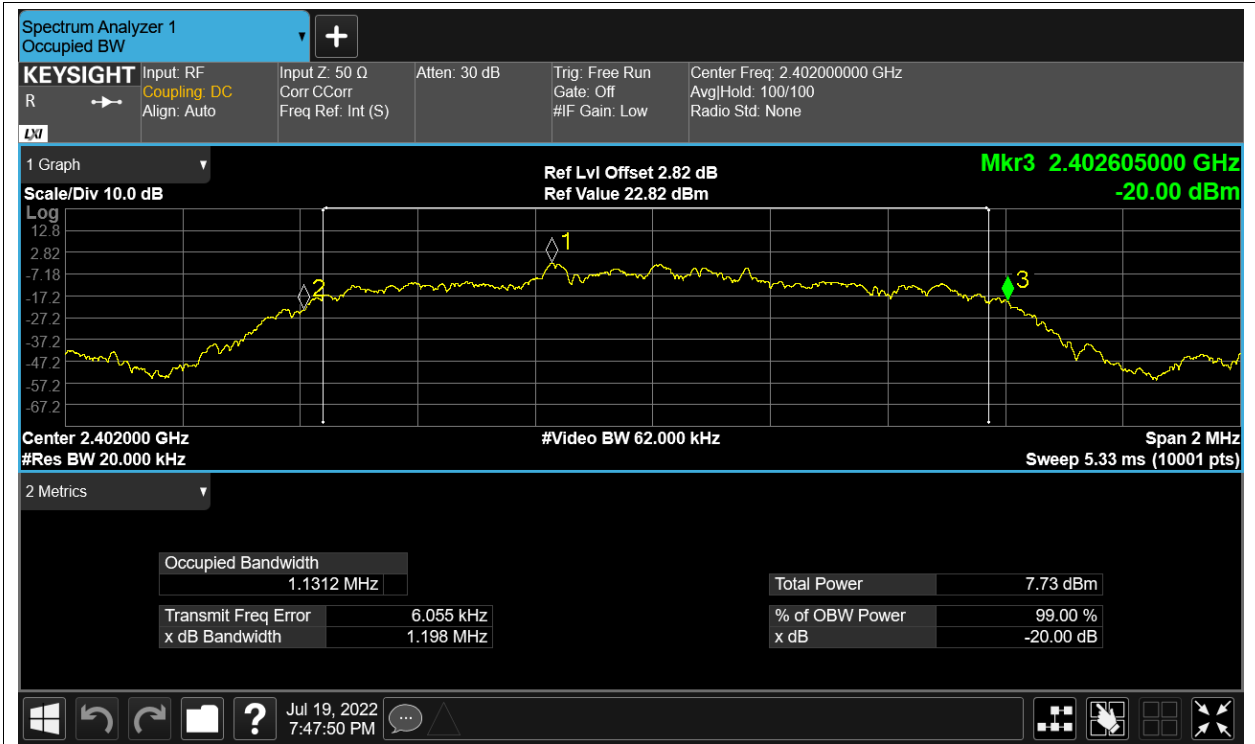 Spectrum Analyzer 1
Occupied BW
KEYSIGHT
R
LXI
Input: RF
Coupling: DC
Align: Auto
Input Z: 50 Ω
Corr CCorr
Freq Ref: Int (S)
Atten: 30 dB
Trig: Free Run
Gate: Off
#IF Gain: Low
Center Freq: 2.402000000 GHz
Avg|Hold: 100/100
Radio Std: None
1 Graph
Scale/Div 10.0 dB
Ref Lvl Offset 2.82 dB
Ref Value 22.82 dBm
Mkr3 2.402605000 GHz
-20.00 dBm
Log
12.8
2.82
-7.18
-17.2
-27.2
-37.2
-47.2
-57.2
-67.2
1
2
3
Center 2.402000 GHz
#Video BW 62.000 kHz
Span 2 MHz
#Res BW 20.000 kHz
Sweep 5.33 ms (10001 pts)
2 Metrics
Occupied Bandwidth
1.1312 MHz
Transmit Freq Error 6.055 kHz
x dB Bandwidth 1.198 MHz
Total Power 7.73 dBm
% of OBW Power 99.00 %
x dB -20.00 dB
?
Jul 19, 2022
7:47:50 PM